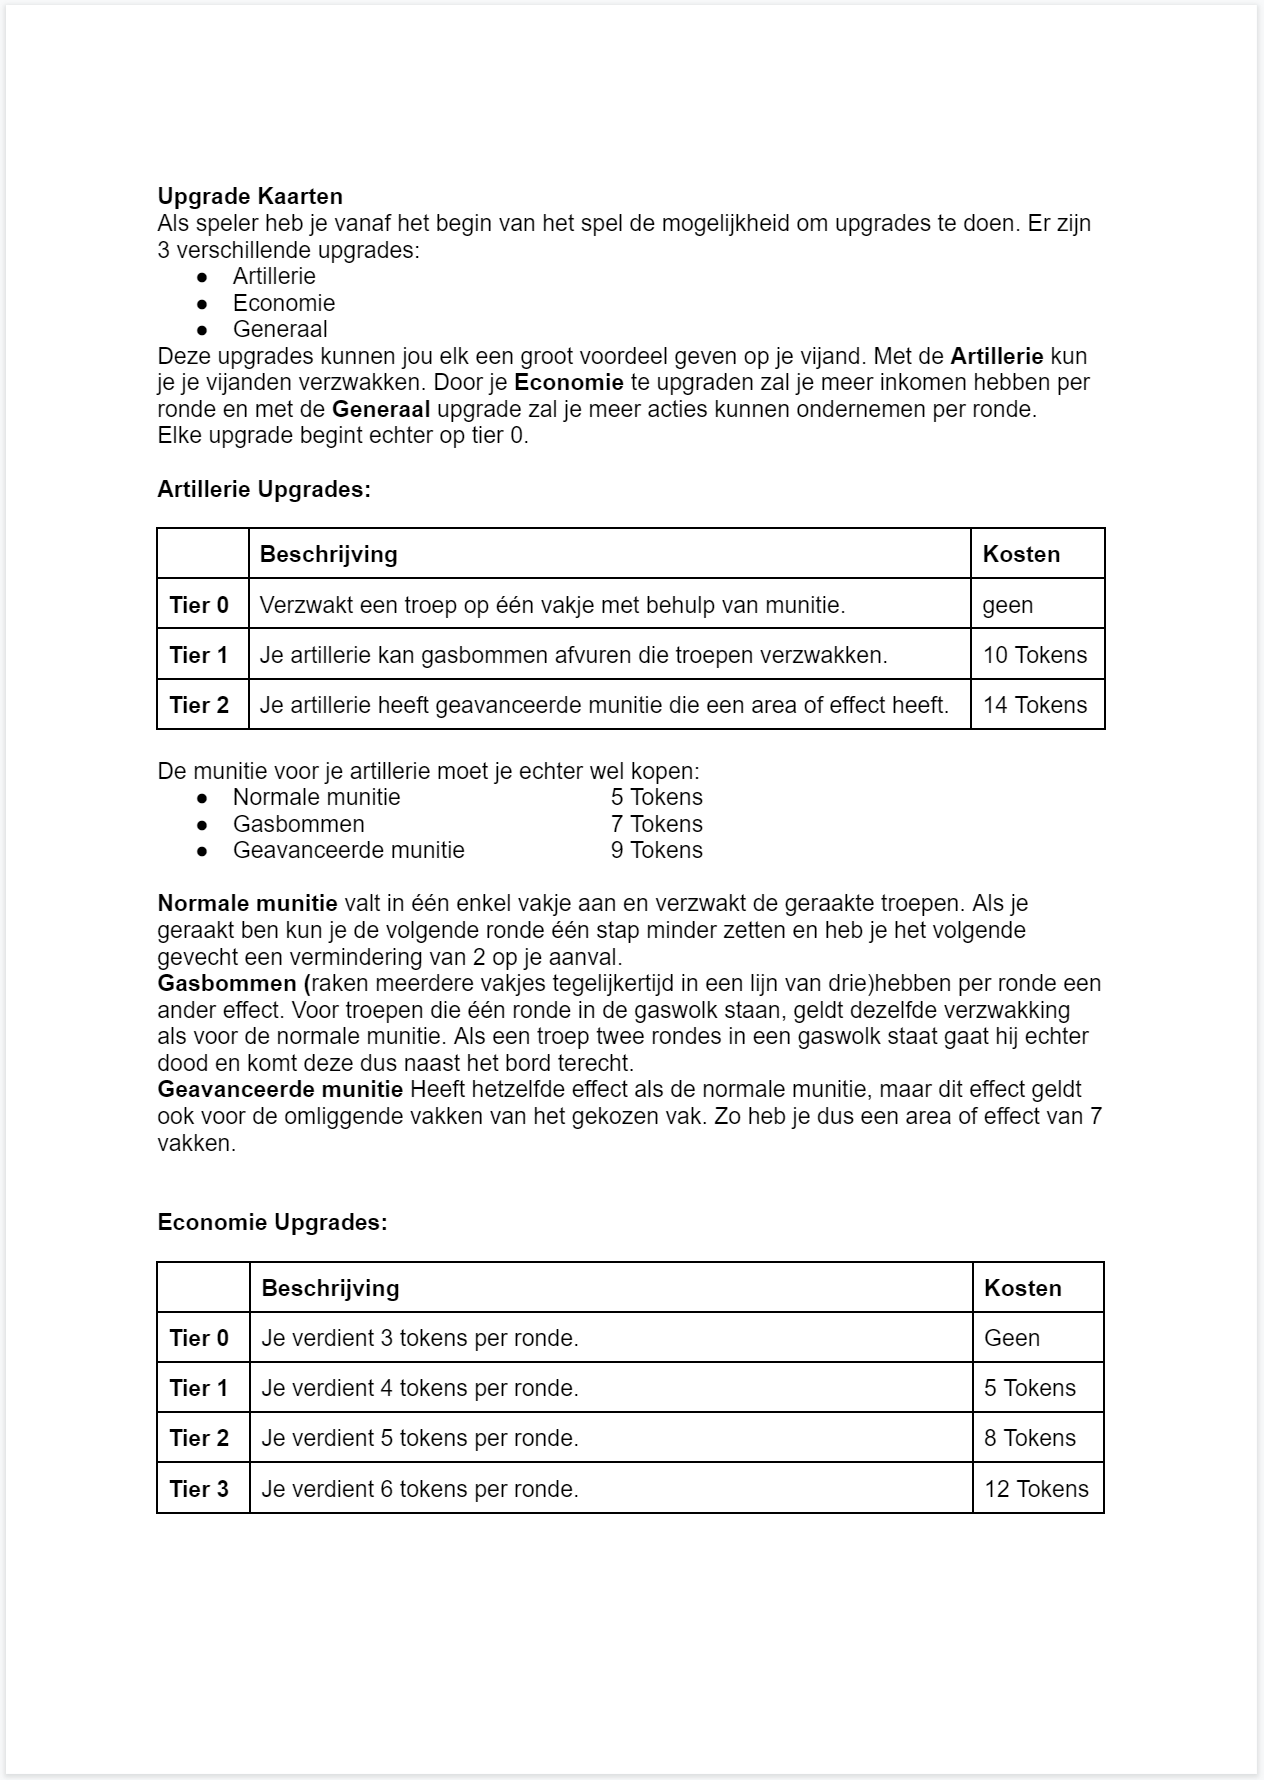 Upgrade Kaarten
Als speler heb je vanaf het begin van het spel de mogelijkheid om upgrades te doen. Er zijn
3 verschillende upgrades:
● Artillerie
● Economie
● Generaal
Deze upgrades kunnen jou elk een groot voordeel geven op je vijand. Met de Artillerie kun
je je vijanden verzwakken. Door je Economie te upgraden zal je meer inkomen hebben per
ronde en met de Generaal upgrade zal je meer acties kunnen ondernemen per ronde.
Elke upgrade begint echter op tier 0.
Artillerie Upgrades:
Beschrijving Kosten
Tier 0 Verzwakt een troep op één vakje met behulp van munitie. geen
Tier 1 Je artillerie kan gasbommen afvuren die troepen verzwakken. 10 Tokens
Tier 2 Je artillerie heeft geavanceerde munitie die een area of effect heeft. 14 Tokens
De munitie voor je artillerie moet je echter wel kopen:
● Normale munitie 5 Tokens
● Gasbommen 7 Tokens
● Geavanceerde munitie 9 Tokens
Normale munitie valt in één enkel vakje aan en verzwakt de geraakte troepen. Als je
geraakt ben kun je de volgende ronde één stap minder zetten en heb je het volgende
gevecht een vermindering van 2 op je aanval.
Gasbommen (raken meerdere vakjes tegelijkertijd in een lijn van drie)hebben per ronde een
ander effect. Voor troepen die één ronde in de gaswolk staan, geldt dezelfde verzwakking
als voor de normale munitie. Als een troep twee rondes in een gaswolk staat gaat hij echter
dood en komt deze dus naast het bord terecht.
Geavanceerde munitie Heeft hetzelfde effect als de normale munitie, maar dit effect geldt
ook voor de omliggende vakken van het gekozen vak. Zo heb je dus een area of effect van 7
vakken.
Economie Upgrades:
Beschrijving Kosten
Tier 0 Je verdient 3 tokens per ronde. Geen
Tier 1 Je verdient 4 tokens per ronde. 5 Tokens
Tier 2 Je verdient 5 tokens per ronde. 8 Tokens
Tier 3 Je verdient 6 tokens per ronde. 12 Tokens